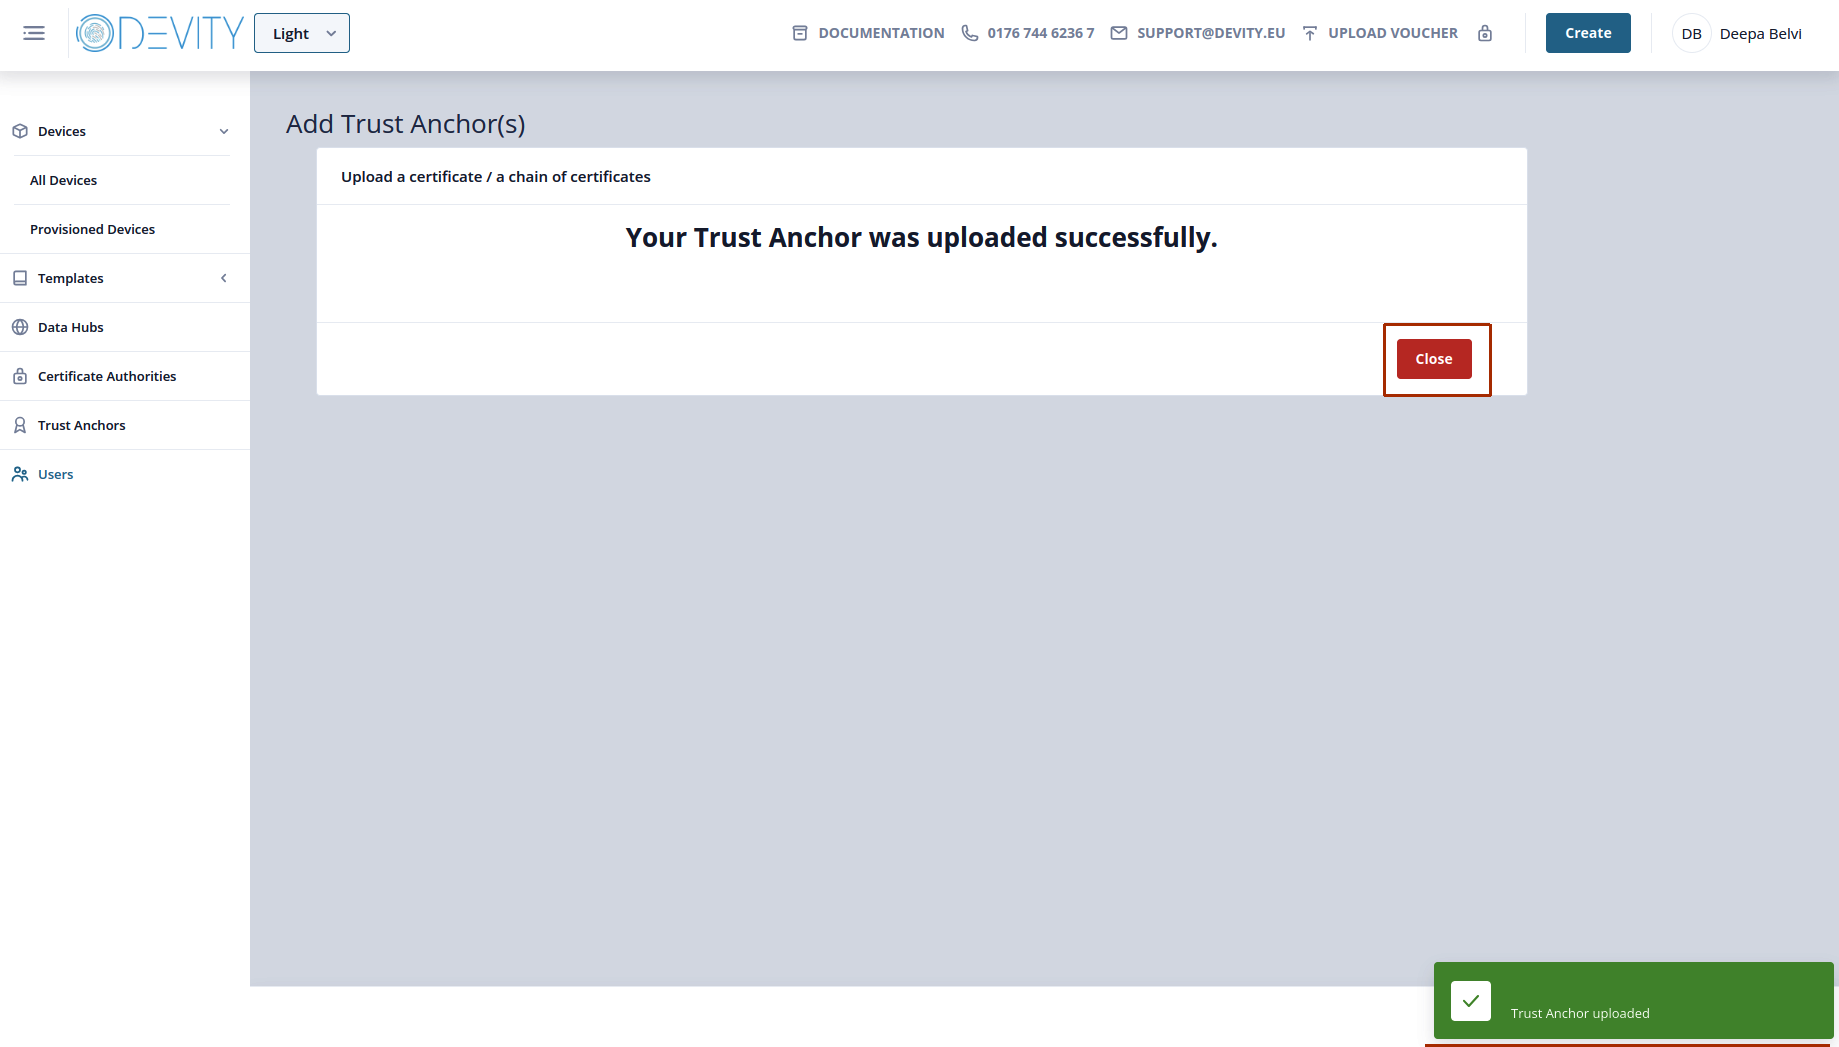 DEVITY
Light
DOCUMENTATION
0176 744 6236 7
SUPPORT@DEVITY.EU
UPLOAD VOUCHER
Create
DB
Deepa Belvi
Devices
All Devices
Provisioned Devices
Templates
Data Hubs
Certificate Authorities
Trust Anchors
Users
Add Trust Anchor(s)
Upload a certificate / a chain of certificates
Your Trust Anchor was uploaded successfully.
Close
Trust Anchor uploaded